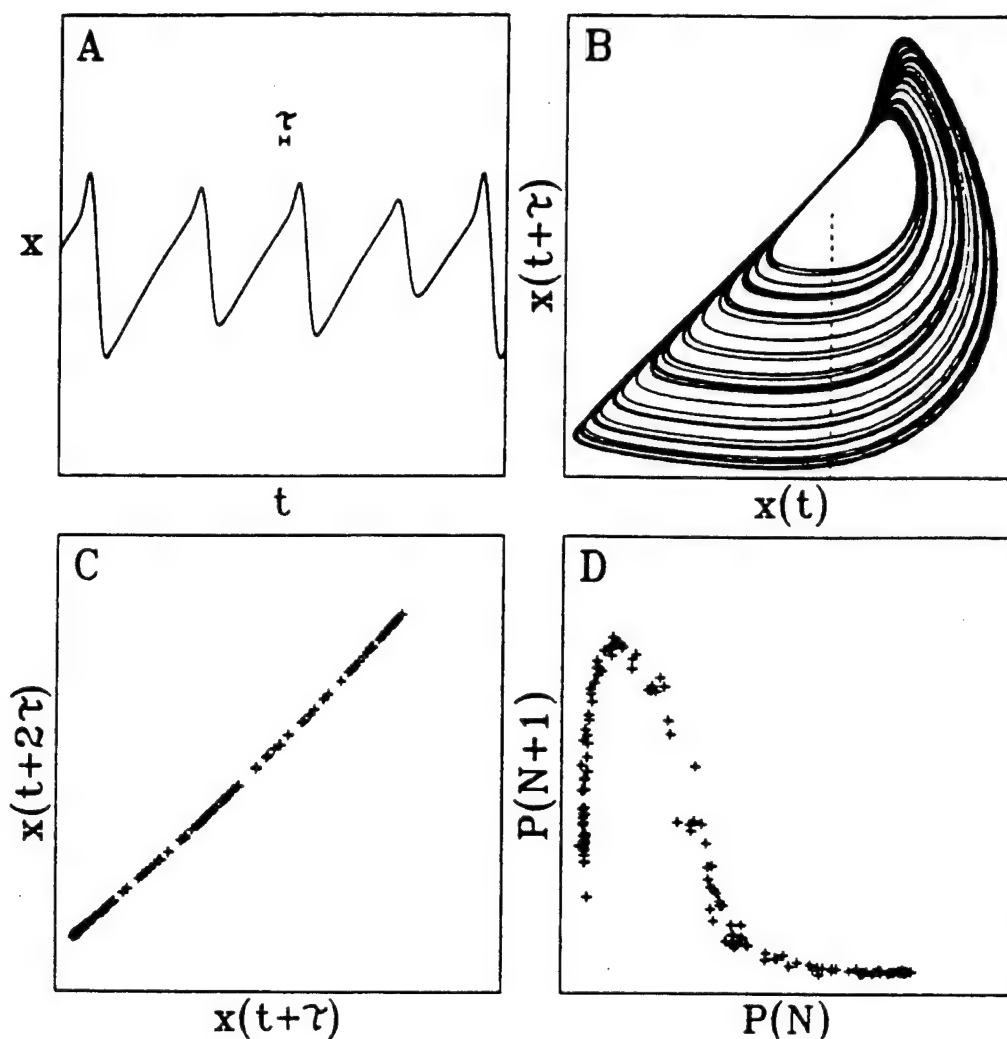 A
τ
x
t
B
x(t+τ)
x(t)
C
x(t+2τ)
x(t+τ)
D
P(N+1)
P(N)